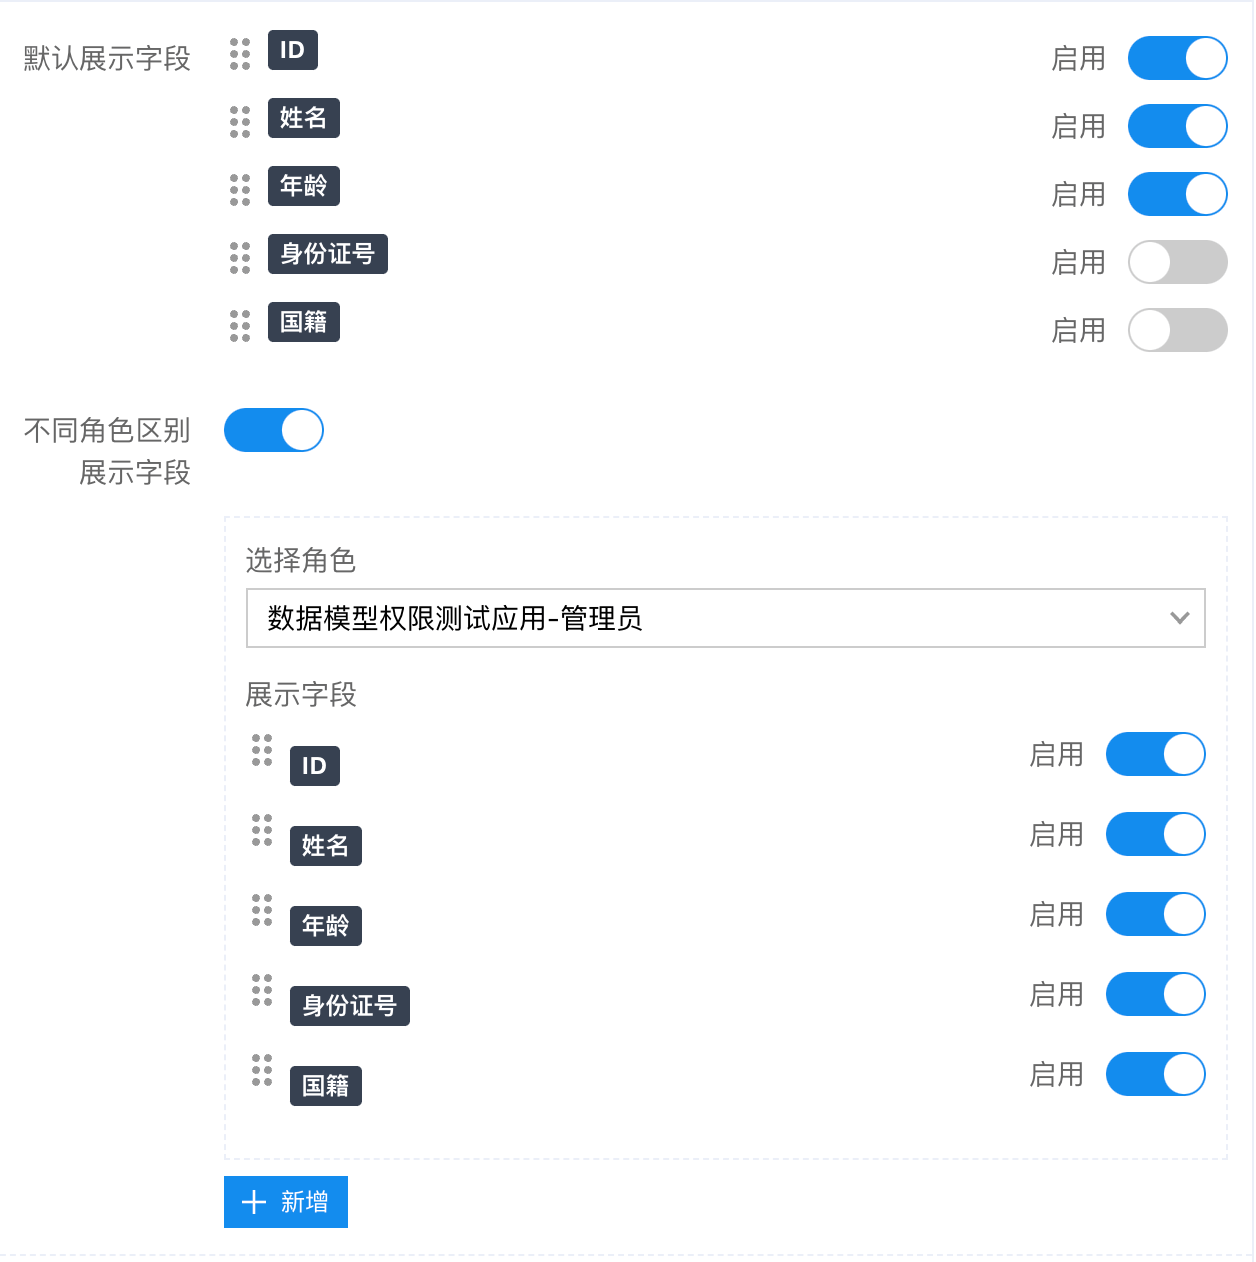 默认展示字段
ID 启用
姓名 启用
年龄 启用
身份证号 启用
国籍 启用
不同角色区别
展示字段
选择角色
数据模型权限测试应用-管理员
展示字段
ID 启用
姓名 启用
年龄 启用
身份证号 启用
国籍 启用
新增